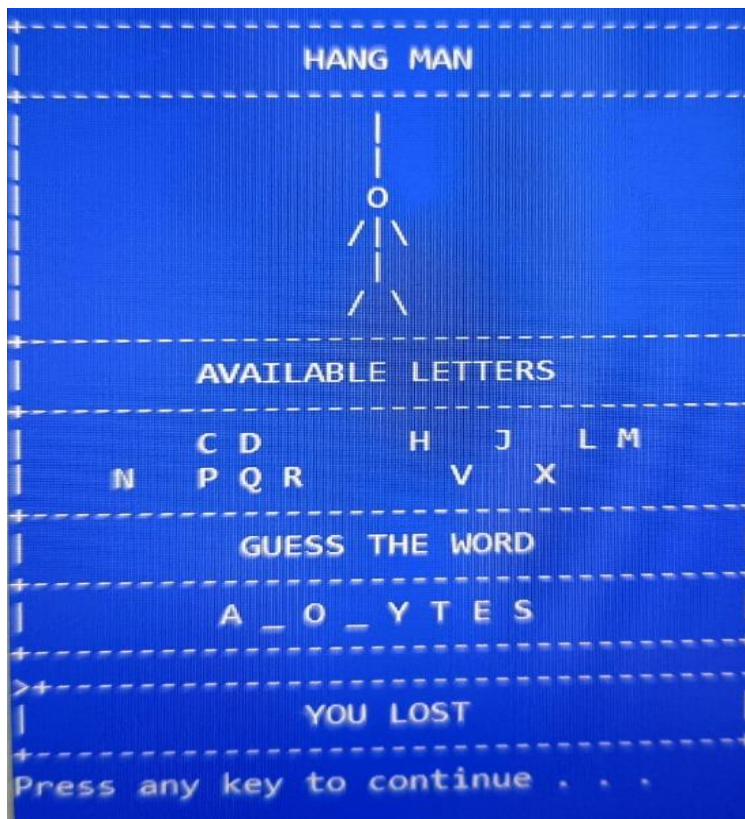 HANG MAN
|
|
O
/|\
|
/ \
AVAILABLE LETTERS
C D H J L M
N P Q R V X
GUESS THE WORD
A _ O _ Y T E S
>
YOU LOST
Press any key to continue . . .